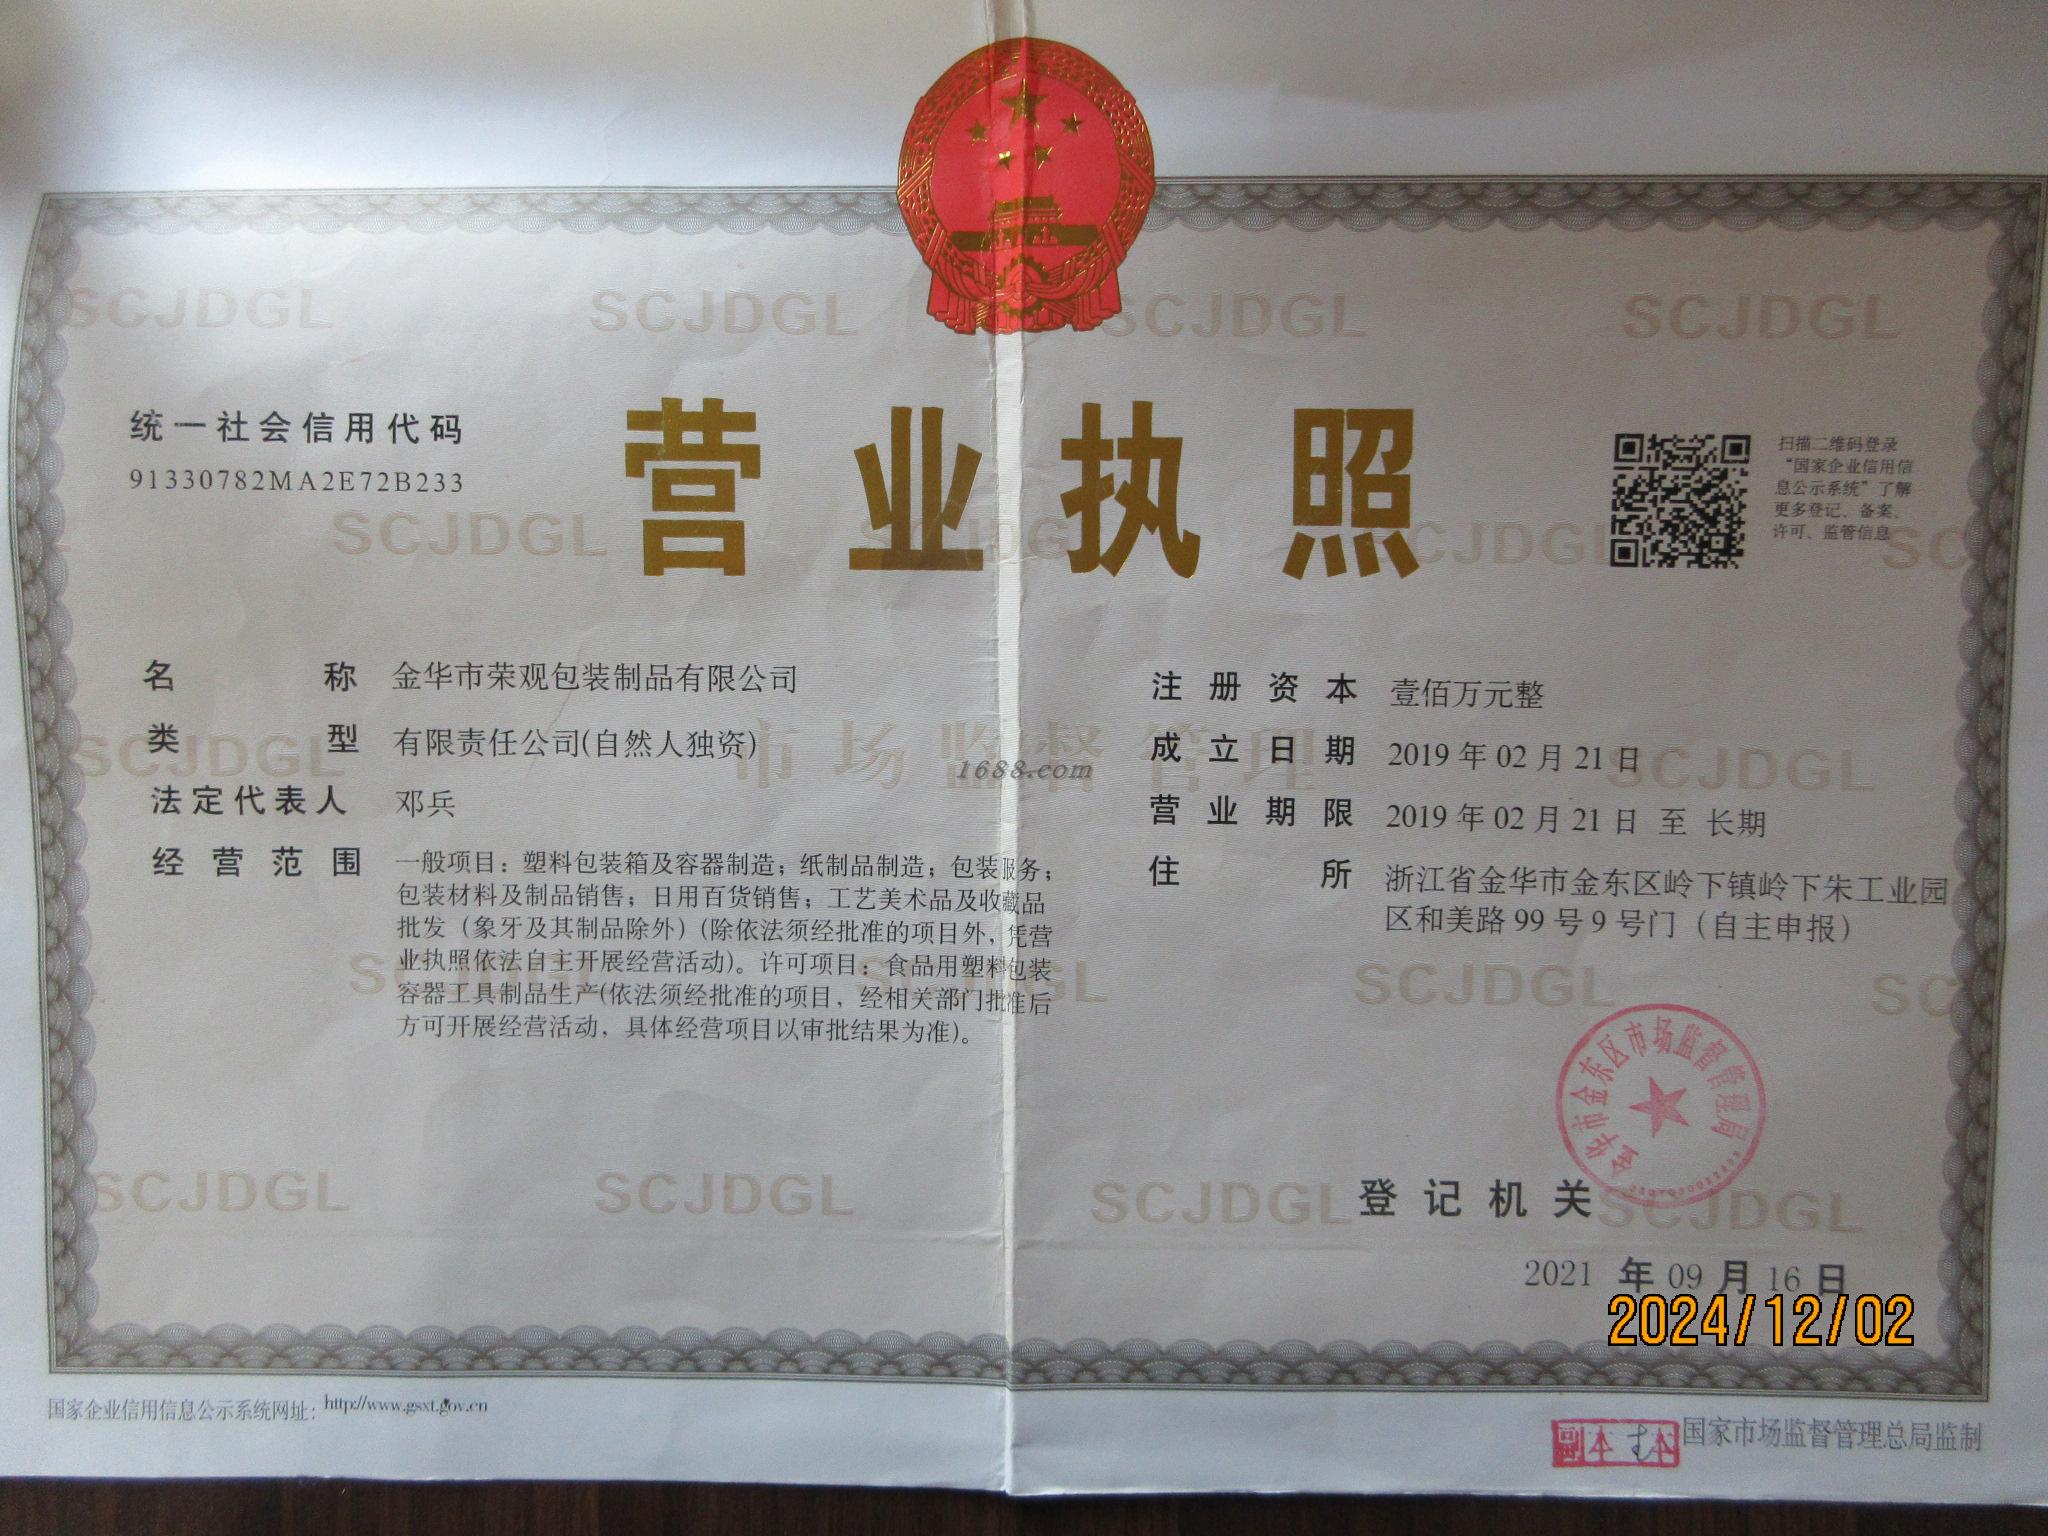 统一社会信用代码
91330782MA2E72B233
营业执照
扫描二维码登录
“国家企业信用信
息公示系统”了解
更多登记、备案、
许可、监管信息
名称 金华市荣观包装制品有限公司
类型 有限责任公司(自然人独资)
法定代表人 邓兵
经营范围 一般项目：塑料包装箱及容器制造；纸制品制造；包装服务；
包装材料及制品销售；日用百货销售；工艺美术品及收藏品
批发（象牙及其制品除外）(除依法须经批准的项目外，凭营
业执照依法自主开展经营活动)。许可项目：食品用塑料包装
容器工具制品生产(依法须经批准的项目，经相关部门批准后
方可开展经营活动，具体经营项目以审批结果为准)。
注册资本 壹佰万元整
成立日期 2019年02月21日
营业期限 2019年02月21日 至 长期
住所 浙江省金华市金东区岭下镇岭下朱工业园
区和美路99号9号门（自主申报）
SCJDGL
市场监督管理
1688.com
金华市金东区市场监督管理局
登记机关
2021 年 09 月 16 日
2024/12/02
国家企业信用信息公示系统网址：http://www.gsxt.gov.cn
副本
国家市场监督管理总局监制